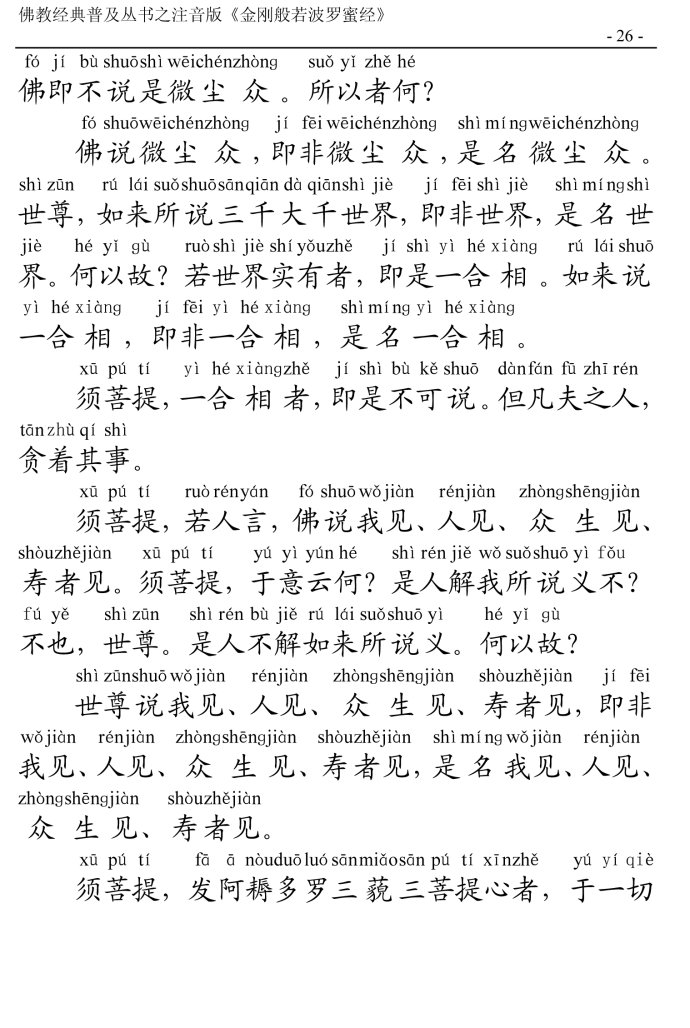 佛教经典普及丛书之注音版《金刚般若波罗蜜经》
- 26 -
fó jí bù shuōshì wēichénzhòng suǒ yǐ zhě hé
佛即不说是微尘 众 。所以者何？
fó shuōwēichénzhòng jí fēi wēichénzhòng shì míngwēichénzhòng
佛说微尘 众 ，即非微尘 众 ，是 名 微尘 众 。
shì zūn rú lái suǒshuōsānqiān dà qiānshì jiè jí fēi shì jiè shì míngshì
世尊，如来所说三千大千世界，即非世界，是名世
jiè hé yǐ gù ruò shì jiè shí yǒuzhě jí shì yì hé xiàng rú lái shuō
界。何以故？若世界实有者，即是一合 相 。如来说
yì hé xiàng jí fēi yì hé xiàng shì míng yì hé xiàng
一合 相 ，即非一合 相 ，是 名 一合 相 。
xū pú tí yì hé xiàngzhě jí shì bù kě shuō dànfán fū zhī rén
须菩提，一合 相 者，即是不可说。但凡夫之人，
tānzhù qí shì
贪着其事。
xū pú tí ruò rényán fó shuō wǒ jiàn rénjiàn zhòngshēngjiàn
须菩提，若人言，佛说我见、人见、众 生 见、
shòuzhějiàn xū pú tí yú yì yún hé shì rén jiě wǒ suǒshuō yì fǒu
寿者见。须菩提，于意云何？是人解我所说义不？
fú yě shì zūn shì rén bù jiě rú lái suǒshuō yì hé yǐ gù
不也，世尊。是人不解如来所说义。何以故？
shì zūnshuō wǒ jiàn rénjiàn zhòngshēngjiàn shòuzhějiàn jí fēi
世尊说我见、人见、众 生 见、寿者见，即非
wǒ jiàn rénjiàn zhòngshēngjiàn shòuzhějiàn shì míng wǒ jiàn rénjiàn
我见、人见、众 生 见、寿者见，是 名 我见、人见、
zhòngshēngjiàn shòuzhějiàn
众 生 见、寿者见。
xū pú tí fā ā nòuduō luó sānmiǎosān pú tí xīnzhě yú yí qiè
须菩提，发阿耨多罗三藐三菩提心者，于一切